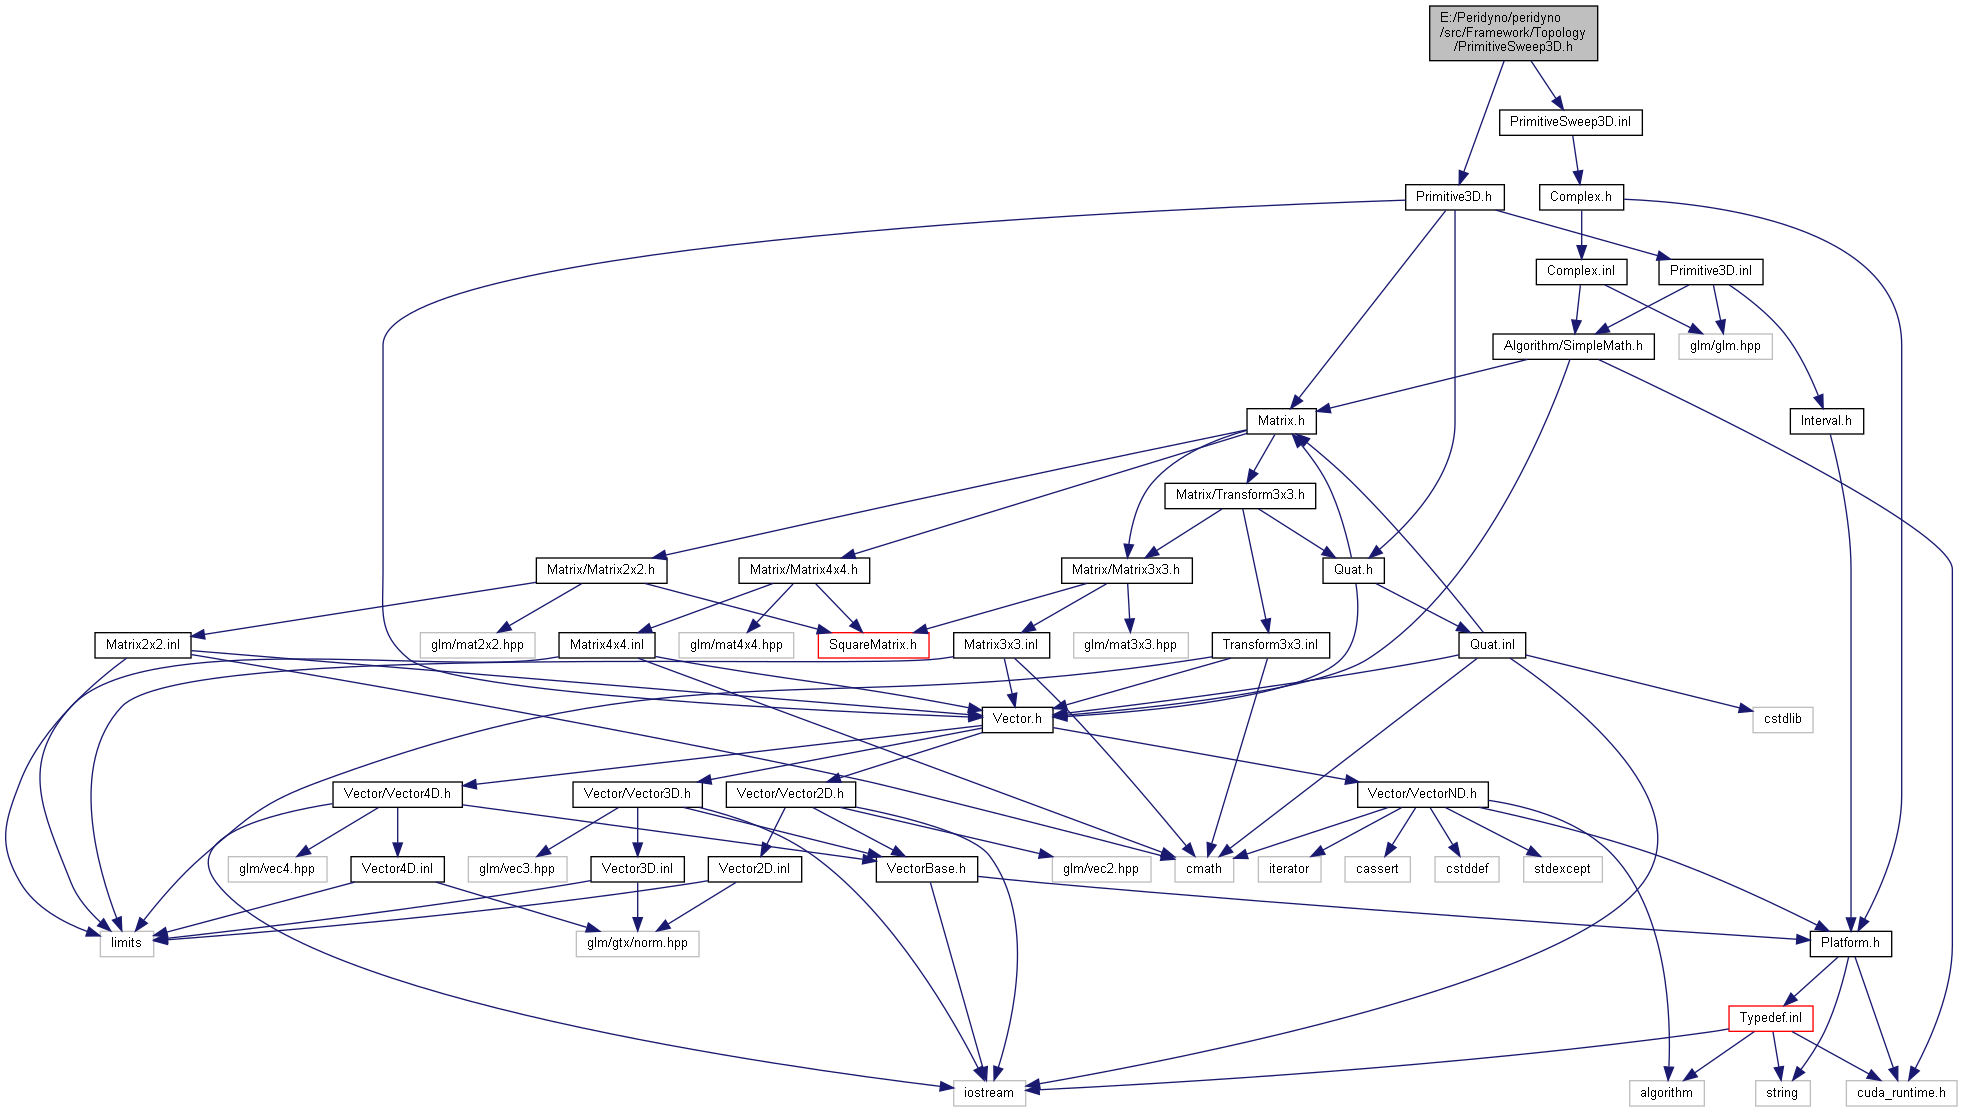 E:/Peridyno/peridyno
/src/Framework/Topology
/PrimitiveSweep3D.h
PrimitiveSweep3D.inl
Primitive3D.h
Complex.h
Complex.inl
Primitive3D.inl
Algorithm/SimpleMath.h
glm/glm.hpp
Matrix.h
Interval.h
Matrix/Transform3x3.h
Matrix/Matrix2x2.h
Matrix/Matrix4x4.h
Matrix/Matrix3x3.h
Quat.h
Matrix2x2.inl
glm/mat2x2.hpp
Matrix4x4.inl
glm/mat4x4.hpp
SquareMatrix.h
Matrix3x3.inl
glm/mat3x3.hpp
Transform3x3.inl
Quat.inl
Vector.h
cstdlib
Vector/Vector4D.h
Vector/Vector3D.h
Vector/Vector2D.h
Vector/VectorND.h
glm/vec4.hpp
Vector4D.inl
glm/vec3.hpp
Vector3D.inl
Vector2D.inl
VectorBase.h
glm/vec2.hpp
cmath
iterator
cassert
cstddef
stdexcept
limits
glm/gtx/norm.hpp
Platform.h
Typedef.inl
iostream
algorithm
string
cuda_runtime.h